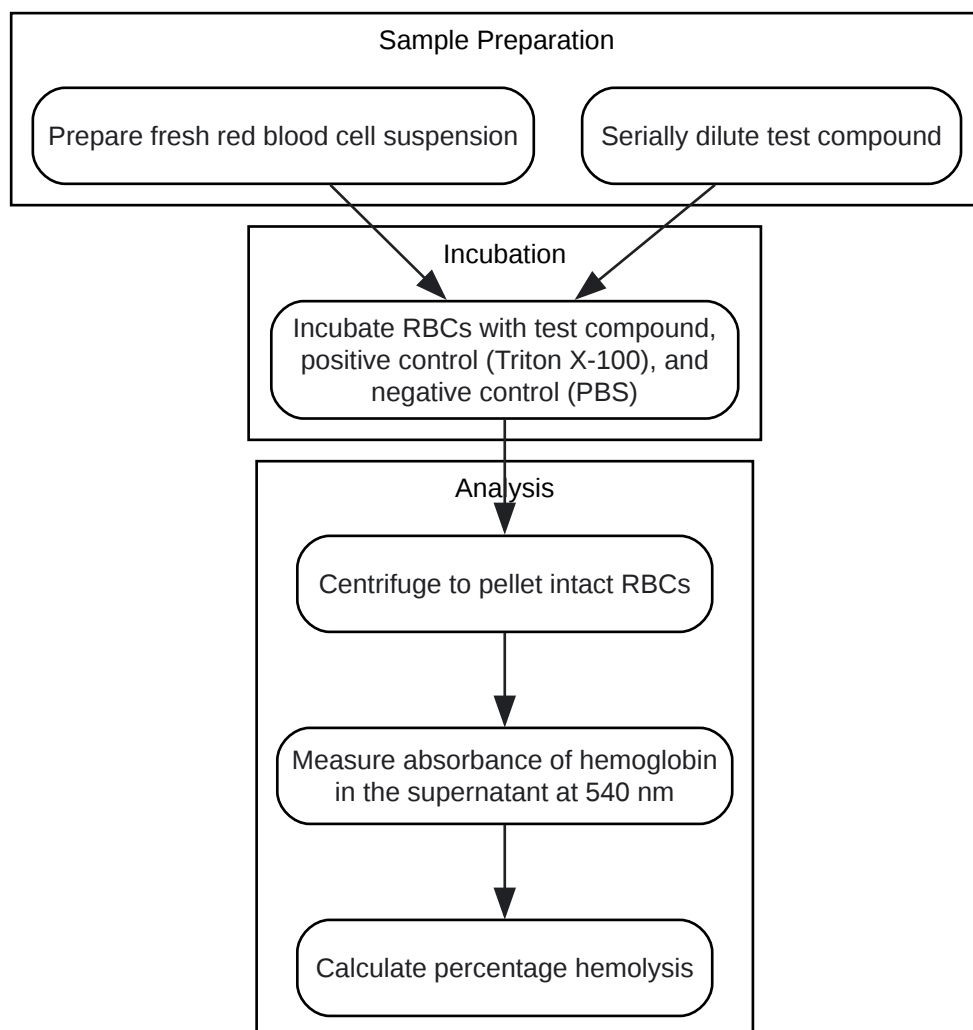 Sample Preparation
Prepare fresh red blood cell suspension
Serially dilute test compound
Incubation
Incubate RBCs with test compound,
positive control (Triton X-100), and
negative control (PBS)
Analysis
Centrifuge to pellet intact RBCs
Measure absorbance of hemoglobin
in the supernatant at 540 nm
Calculate percentage hemolysis